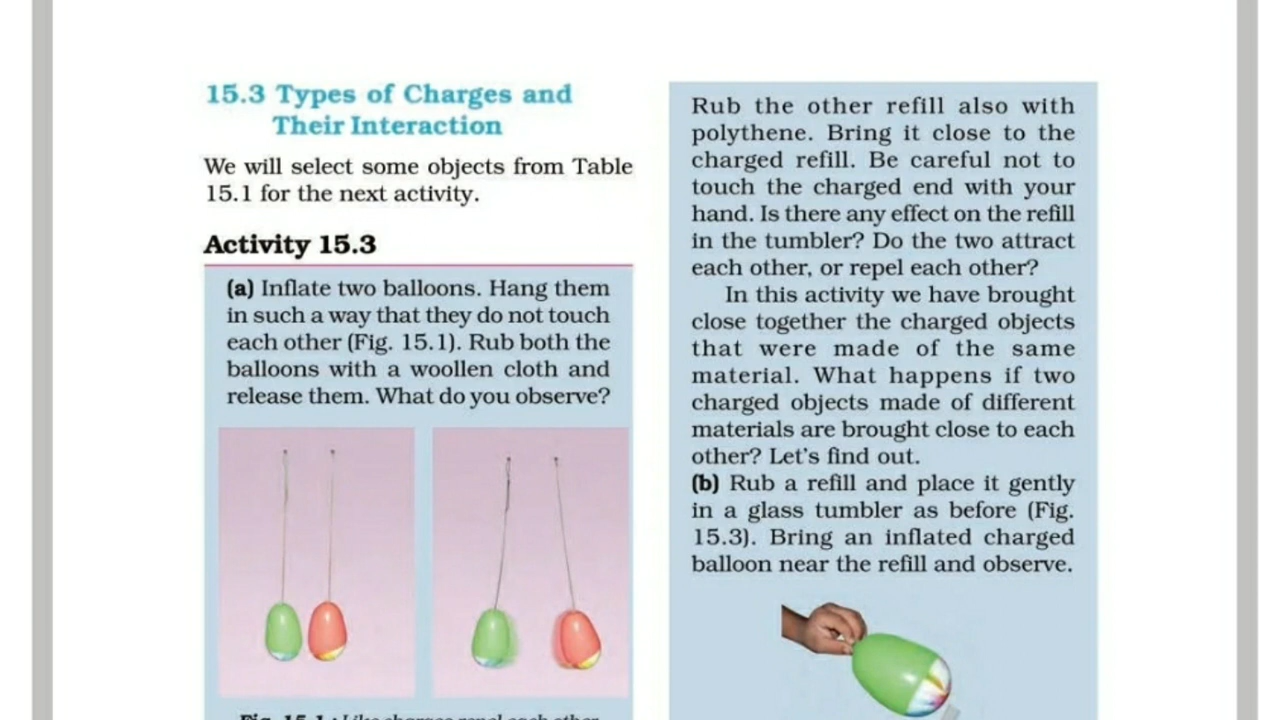 15.3 Types of Charges and
Their Interaction
We will select some objects from Table
15.1 for the next activity.
Activity 15.3
(a) Inflate two balloons. Hang them
in such a way that they do not touch
each other (Fig. 15.1). Rub both the
balloons with a woollen cloth and
release them. What do you observe?
Fig. 15.1 : Like charges repel each other
Rub the other refill also with
polythene. Bring it close to the
charged refill. Be careful not to
touch the charged end with your
hand. Is there any effect on the refill
in the tumbler? Do the two attract
each other, or repel each other?
In this activity we have brought
close together the charged objects
that were made of the same
material. What happens if two
charged objects made of different
materials are brought close to each
other? Let's find out.
(b) Rub a refill and place it gently
in a glass tumbler as before (Fig.
15.3). Bring an inflated charged
balloon near the refill and observe.